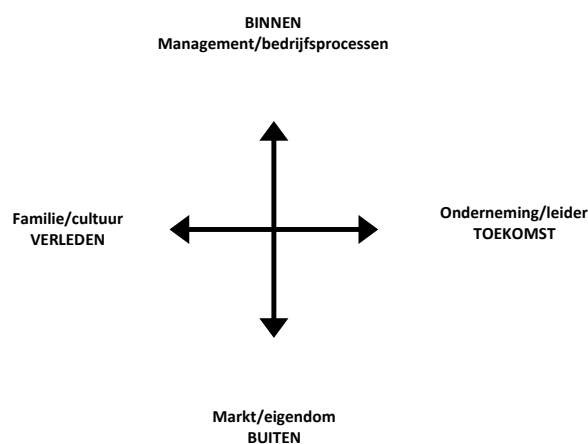 BINNEN
Management/bedrijfsprocessen
Familie/cultuur
VERLEDEN
Onderneming/leider
TOEKOMST
Markt/eigendom
BUITEN